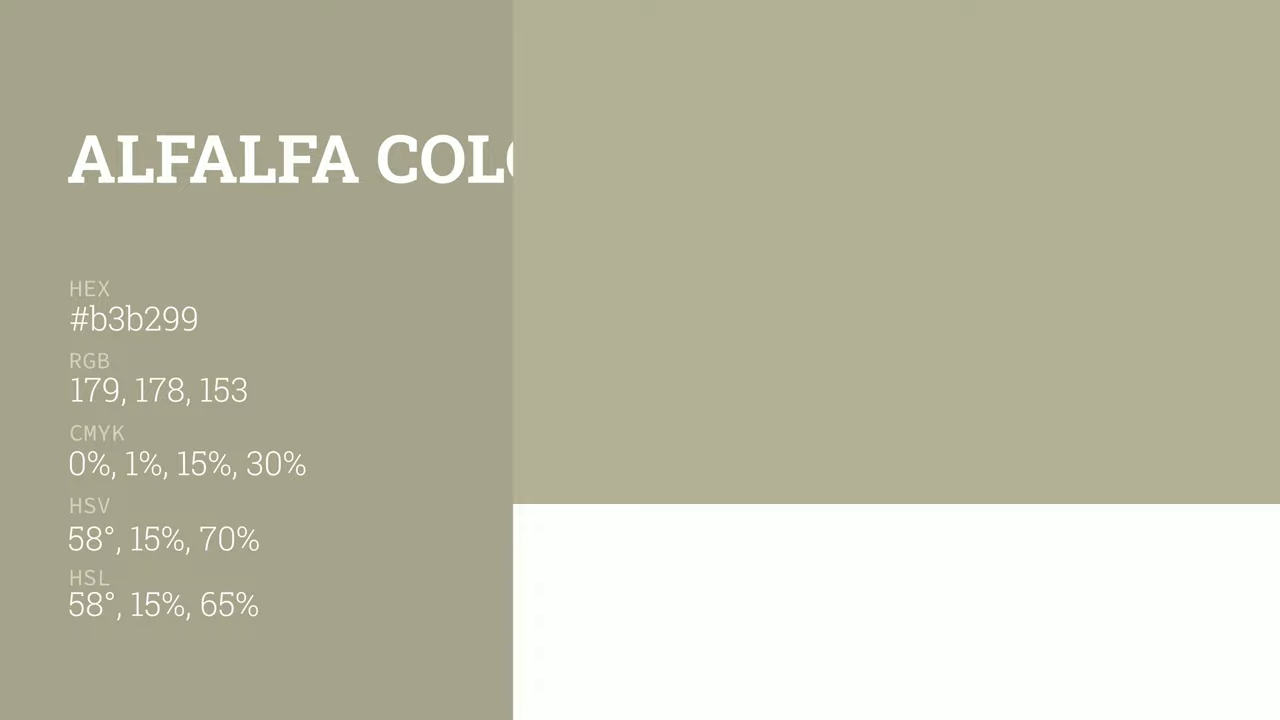 ALFALFA COLO
HEX
#b3b299
RGB
179, 178, 153
CMYK
0%, 1%, 15%, 30%
HSV
58°, 15%, 70%
HSL
58°, 15%, 65%